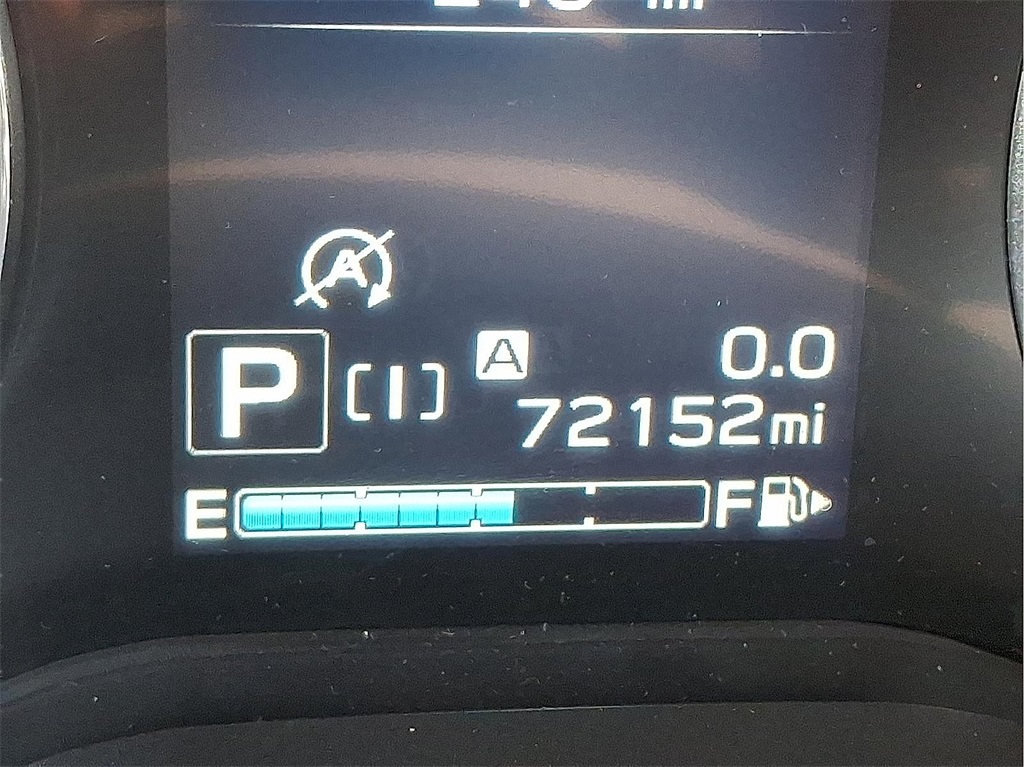 A
P [I] A 0.0
72152mi
E F